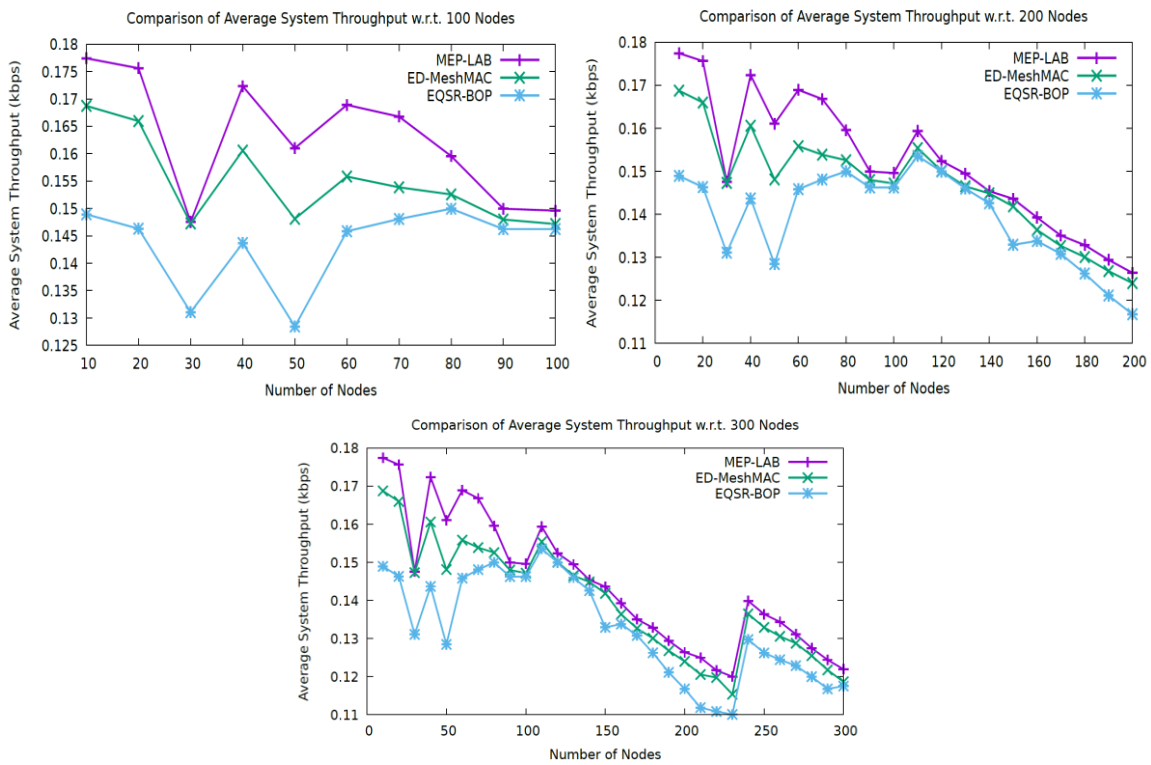 Comparison of Average System Throughput w.r.t. 100 Nodes
Average System Throughput (kbps)
0.18
0.175
0.17
0.165
0.16
0.155
0.15
0.145
0.14
0.135
0.13
0.125
MEP-LAB
ED-MeshMAC
EQSR-BOP
10 20 30 40 50 60 70 80 90 100
Number of Nodes
Comparison of Average System Throughput w.r.t. 200 Nodes
Average System Throughput (kbps)
0.18
0.17
0.16
0.15
0.14
0.13
0.12
0.11
MEP-LAB
ED-MeshMAC
EQSR-BOP
0 20 40 60 80 100 120 140 160 180 200
Number of Nodes
Comparison of Average System Throughput w.r.t. 300 Nodes
Average System Throughput (kbps)
0.18
0.17
0.16
0.15
0.14
0.13
0.12
0.11
MEP-LAB
ED-MeshMAC
EQSR-BOP
0 50 100 150 200 250 300
Number of Nodes